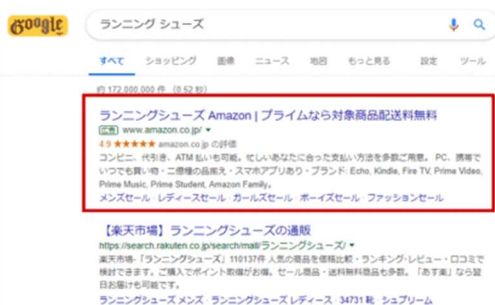 Google
ランニング シューズ
すべて ショッピング 画像 ニュース 地図 もっと見る 設定 ツール
約 172,000,000 件 (0.52 秒)
ランニングシューズ Amazon | プライムなら対象商品配送料無料
広告 www.amazon.co.jp/
4.9 ★★★★★ amazon.co.jp の評価
コンビニ、代引き、ATM 払いも可能。忙しいあなたに合った支払い方法を多数ご用意。 PC、携帯で
いつでも買い物・二億種の品揃え・スマホアプリあり・ブランド: Echo, Kindle, Fire TV, Prime Video,
Prime Music, Prime Student, Amazon Family,
メンズセール・レディースセール・ガールズセール・ボーイズセール・ファッションセール
【楽天市場】ランニングシューズの通販
https://search.rakuten.co.jp/search/mall/ランニングシューズ/
楽天市場-「ランニングシューズ」110137件 人気の商品を価格比較・ランキング・レビュー・口コミで
検討できます。ご購入でポイント取得がお得。セール商品・送料無料商品も多数。「あす楽」なら翌
日お届けも可能です。
ランニングシューズ メンズ・ランニングシューズ レディース・34731 靴・シュプリーム